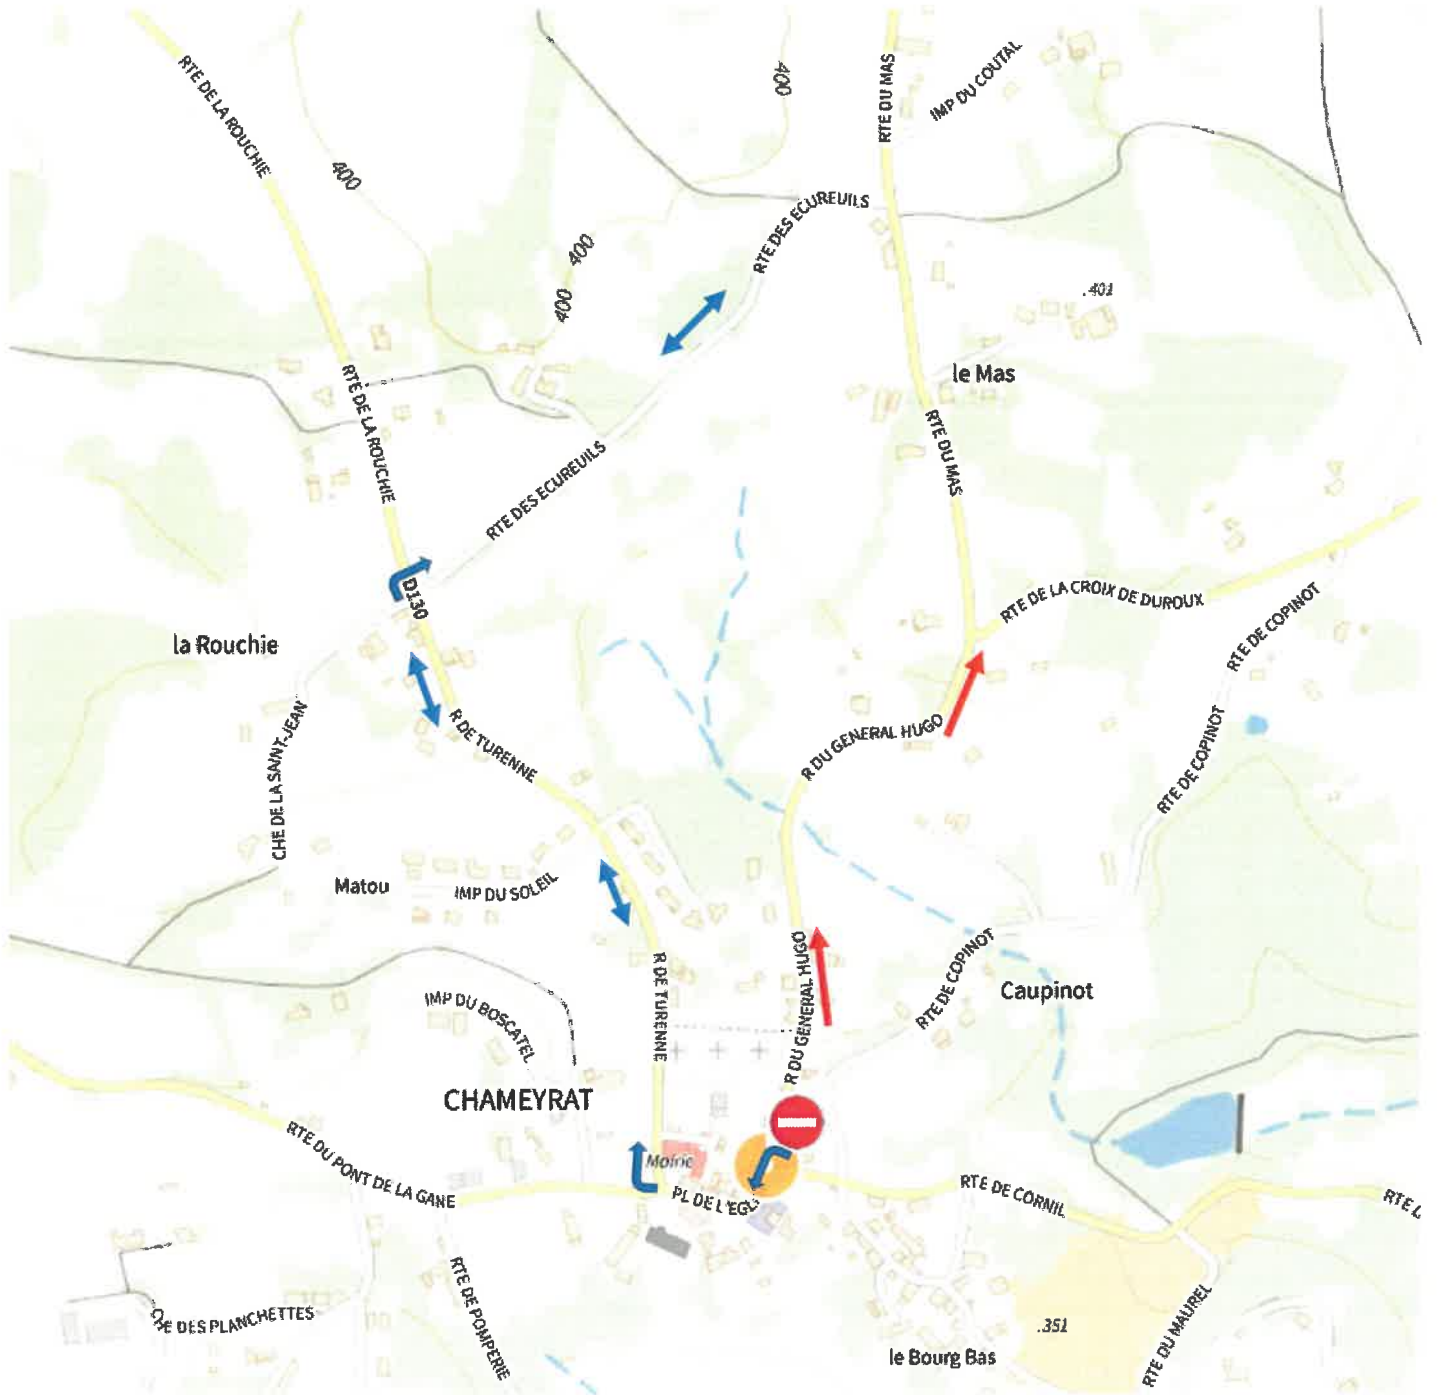 RTE DE LA ROUCHIE
400
400
RTE DU MAS
IMP DU COUTAL
RTE DES ECUREUILS
400
400
.401
le Mas
RTE DE LA ROUCHIE
RTE DU MAS
RTE DES ECUREUILS
D130
RTE DE LA CROIX DE DUROUX
RTE DE COPINOT
la Rouchie
R DE TURENNE
R DU GENERAL HUGO
CHE DE LA SAINT-JEAN
RTE DE COPINOT
Matou
IMP DU SOLEIL
R DE TURENNE
R DU GENERAL HUGO
RTE DE COPINOT
Caupinot
IMP DU BOSCATEL
CHAMEYRAT
RTE DU PONT DE LA GANE
Mairie
PL DE L'EGLI
RTE DE CORNIL
RTE
RTE DE POMPERIE
CHE DES PLANCHETTES
.351
RTE DU MAUREL
le Bourg Bas